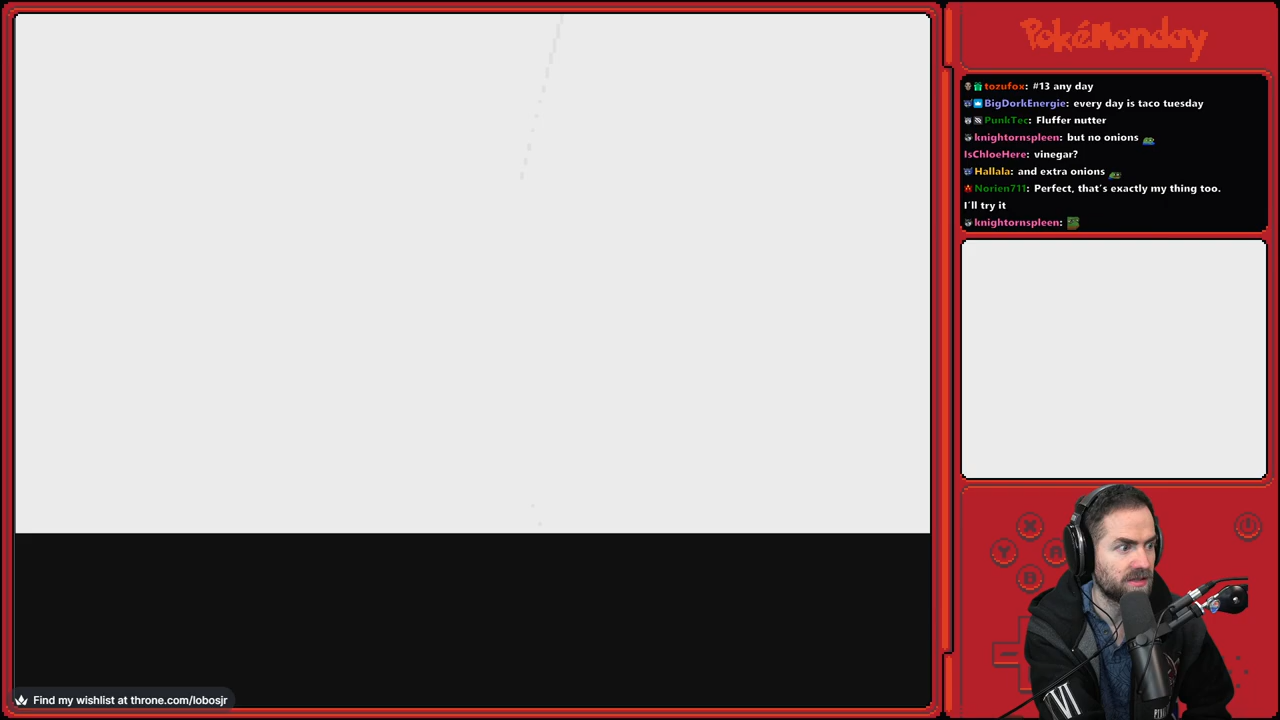 PokéMonday
tozufox: #13 any day
BigDorkEnergie: every day is taco tuesday
PunkTec: Fluffer nutter
knightornspleen: but no onions
IsChloeHere: vinegar?
Hallala: and extra onions
Norien711: Perfect, that's exactly my thing too.
I'll try it
knightornspleen:
X
Y
A
B
VI
Find my wishlist at throne.com/lobosjr